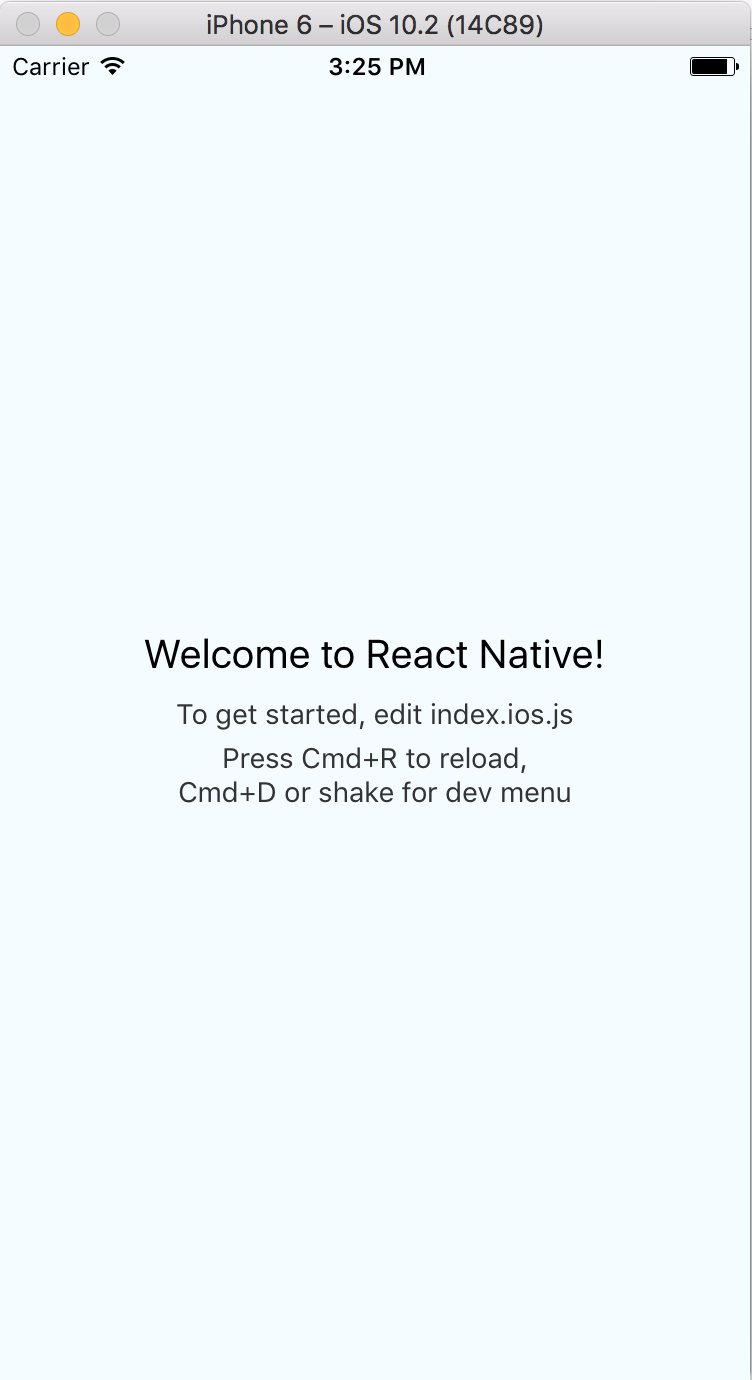 iPhone 6 – iOS 10.2 (14C89)
Carrier 3:25 PM
Welcome to React Native!
To get started, edit index.ios.js
Press Cmd+R to reload,
Cmd+D or shake for dev menu